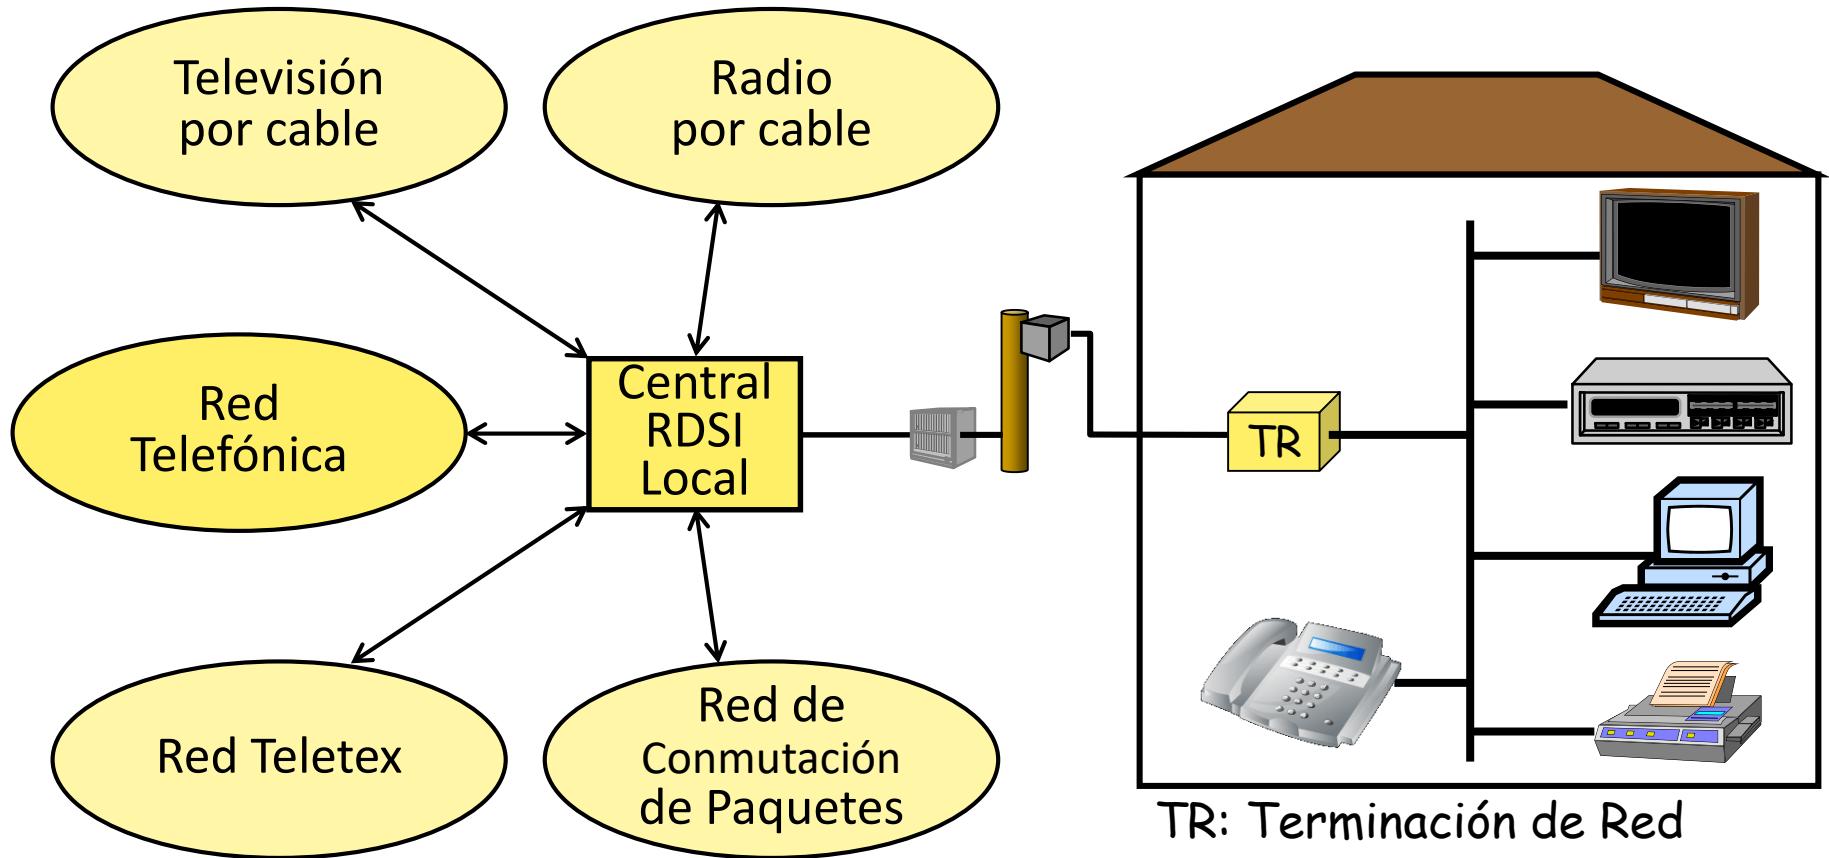 Televisión
por cable
Radio
por cable
Red
Telefónica
Central
RDSI
Local
TR
Red Teletex
Red de
Conmutación
de Paquetes
TR: Terminación de Red